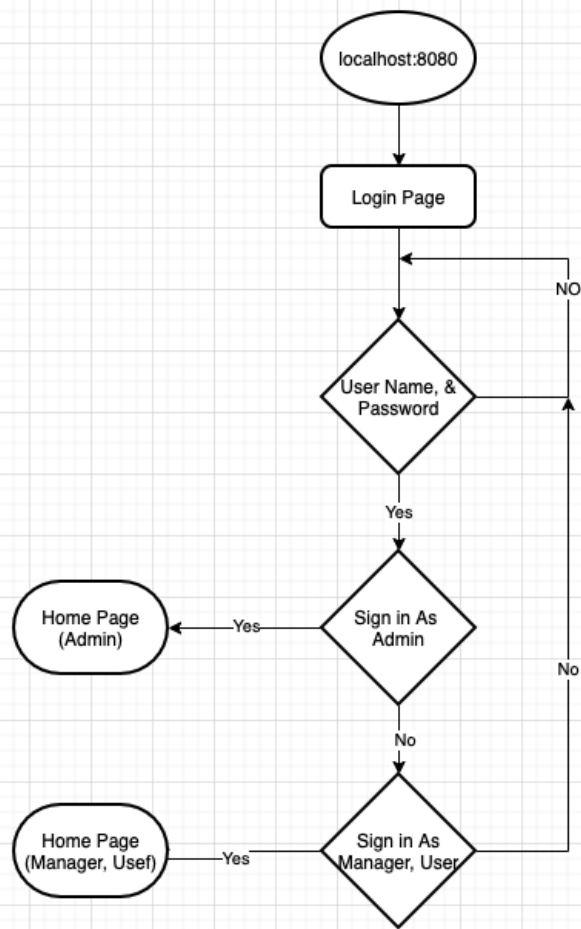 localhost:8080
Login Page
NO
User Name, &
Password
Yes
Home Page
(Admin)
Yes
Sign in As
Admin
No
No
Home Page
(Manager, Usef)
Yes
Sign in As
Manager, User